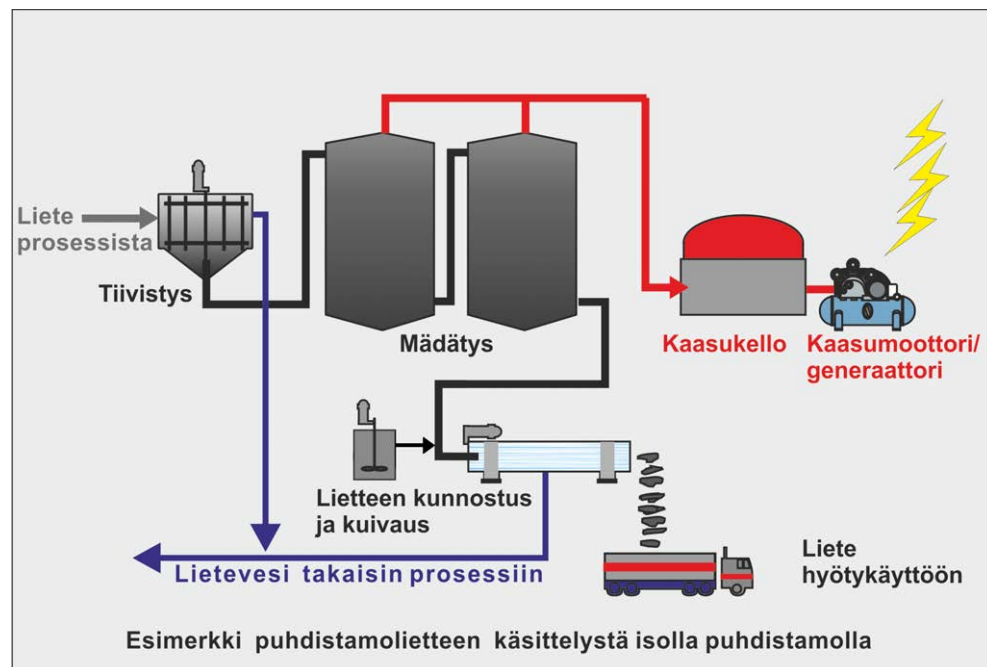 Liete
prosessista
Tiivistys
Mädätys
Kaasukello
Kaasumoottori/
generaattori
Lietteen kunnostus
ja kuivaus
Lietevesi takaisin prosessiin
Liete
hyötykäyttöön
Esimerkki puhdistamolietteen käsittelystä isolla puhdistamolla